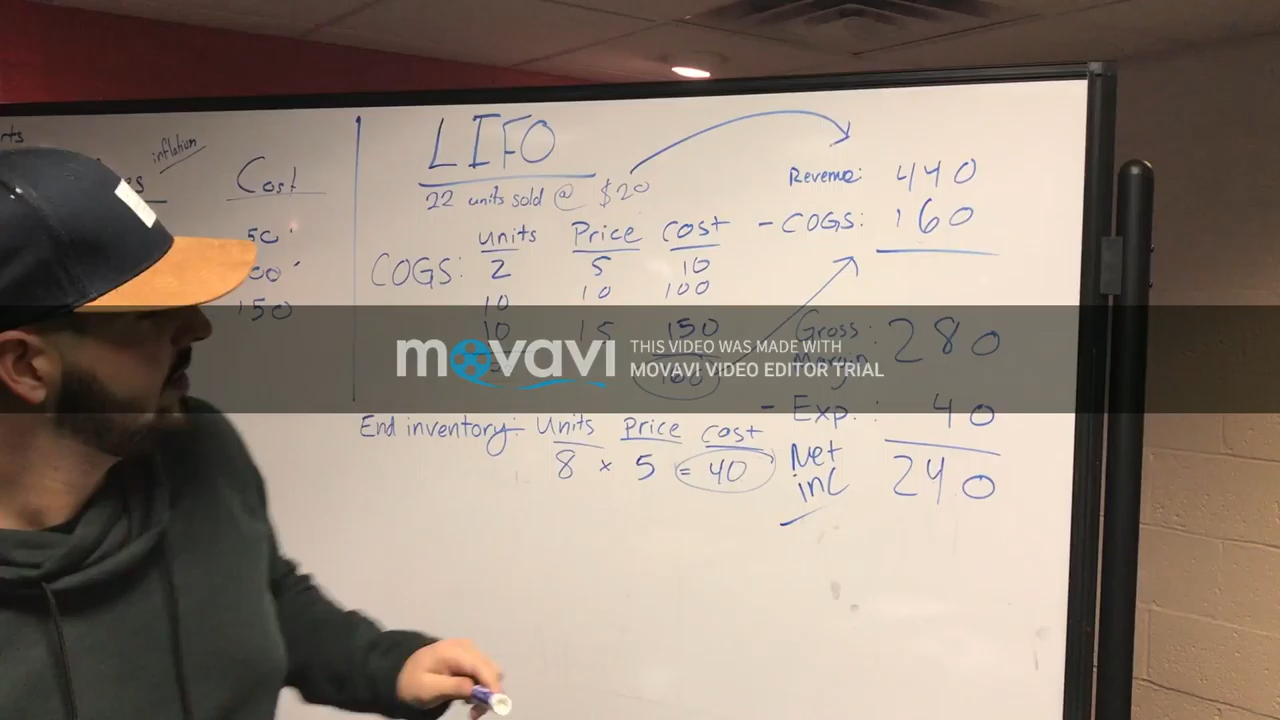 inflation
Cost
50
00
150
LIFO
22 units sold @ $20
units Price Cost
COGS: 2 5 10
10 10 100
10 15 150
End inventory: Units Price Cost
8 × 5 = 40
Revenue: 440
- COGS: 160
Gross Margin: 280
- Exp.: 40
Net inc 240
movavi
THIS VIDEO WAS MADE WITH
MOVAVI VIDEO EDITOR TRIAL